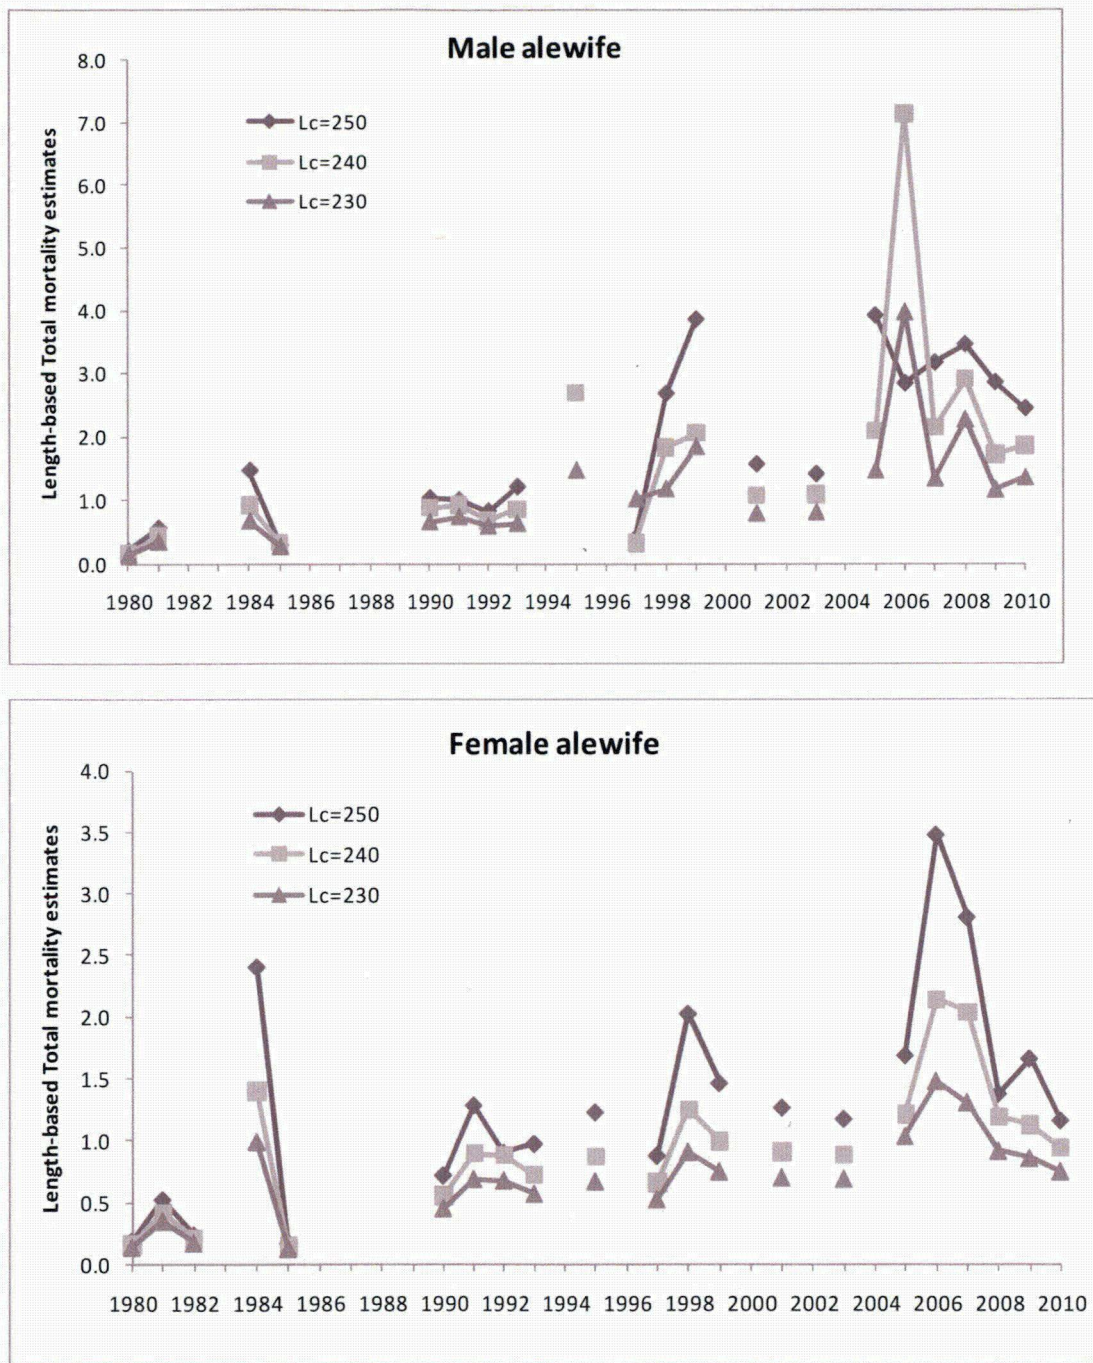 Male alewife
8.0
7.0
6.0
5.0
4.0
3.0
2.0
1.0
0.0
Length-based Total mortality estimates
Lc=250
Lc=240
Lc=230
1980 1982 1984 1986 1988 1990 1992 1994 1996 1998 2000 2002 2004 2006 2008 2010
Female alewife
4.0
3.5
3.0
2.5
2.0
1.5
1.0
0.5
0.0
Length-based Total mortality estimates
Lc=250
Lc=240
Lc=230
1980 1982 1984 1986 1988 1990 1992 1994 1996 1998 2000 2002 2004 2006 2008 2010